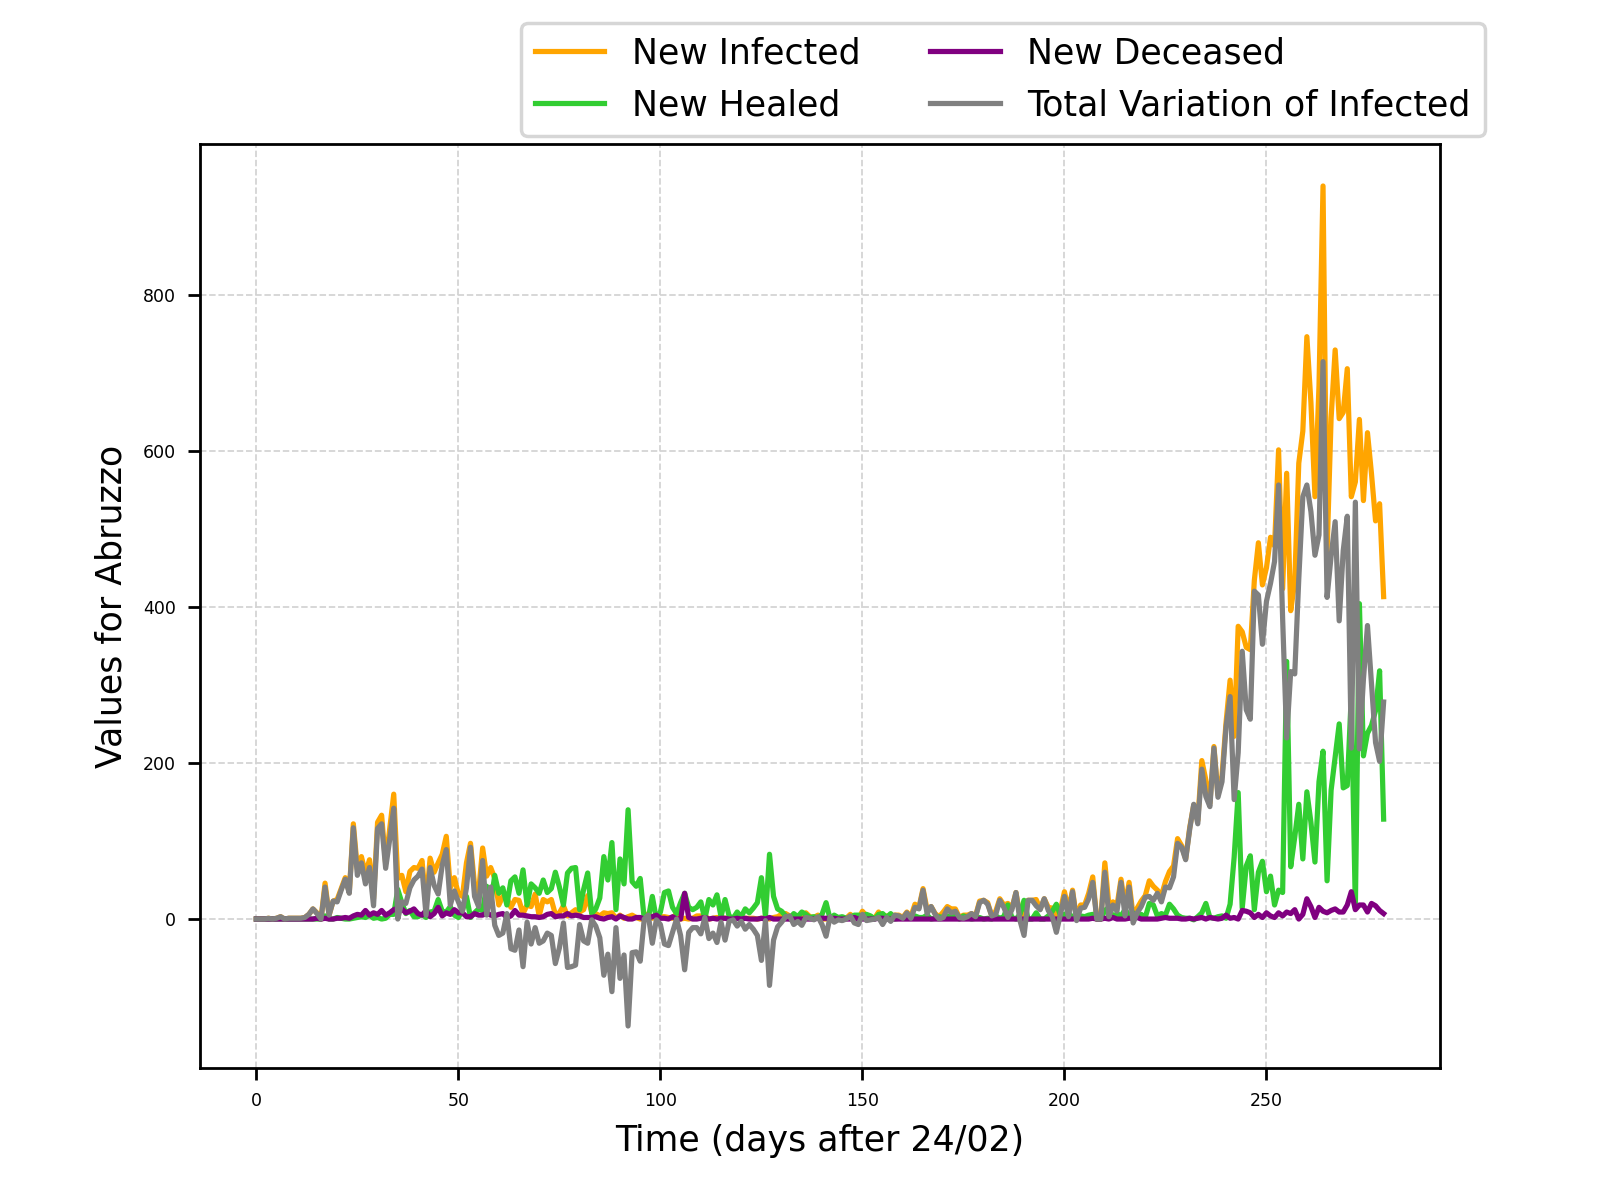 New Infected
New Healed
New Deceased
Total Variation of Infected
Values for Abruzzo
800
600
400
200
0
0 50 100 150 200 250
Time (days after 24/02)